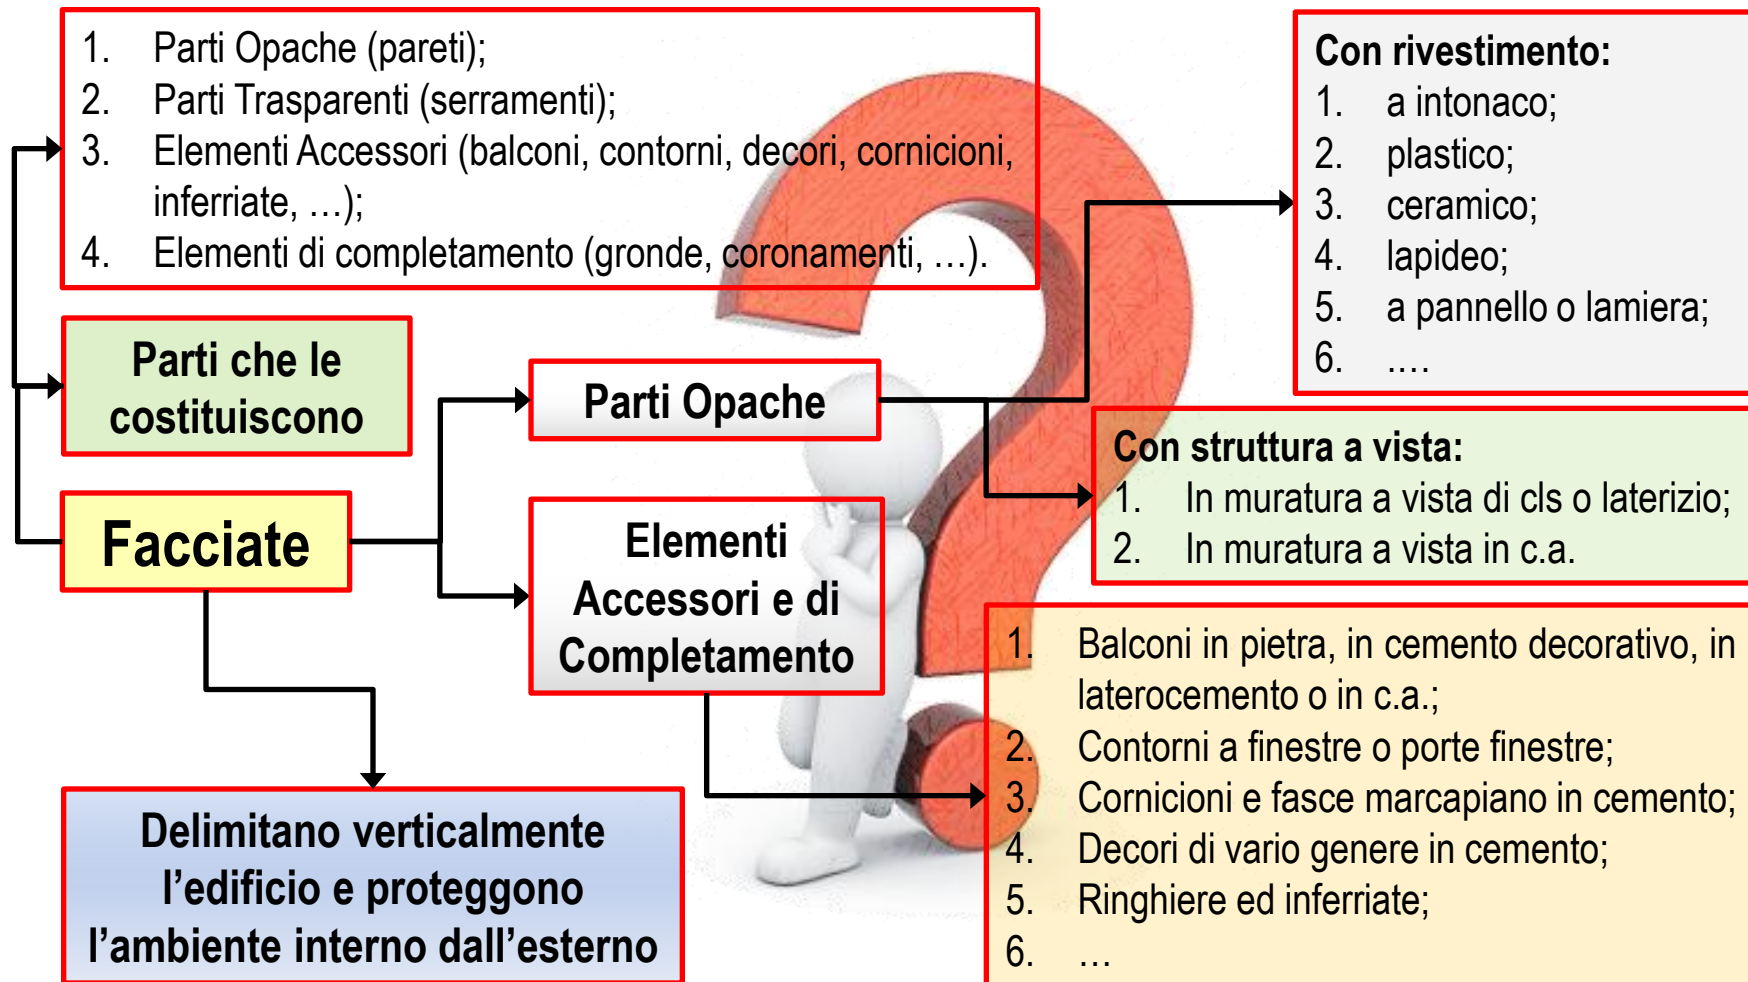 1. Parti Opache (pareti);
2. Parti Trasparenti (serramenti);
3. Elementi Accessori (balconi, contorni, decori, cornicioni,
inferriate, …);
4. Elementi di completamento (gronde, coronamenti, …).
Con rivestimento:
1. a intonaco;
2. plastico;
3. ceramico;
4. lapideo;
5. a pannello o lamiera;
6. ….
Parti che le
costituiscono
Parti Opache
Con struttura a vista:
1. In muratura a vista di cls o laterizio;
2. In muratura a vista in c.a.
Facciate
Elementi
Accessori e di
Completamento
1. Balconi in pietra, in cemento decorativo, in
laterocemento o in c.a.;
2. Contorni a finestre o porte finestre;
3. Cornicioni e fasce marcapiano in cemento;
4. Decori di vario genere in cemento;
5. Ringhiere ed inferriate;
6. …
Delimitano verticalmente
l’edificio e proteggono
l’ambiente interno dall’esterno